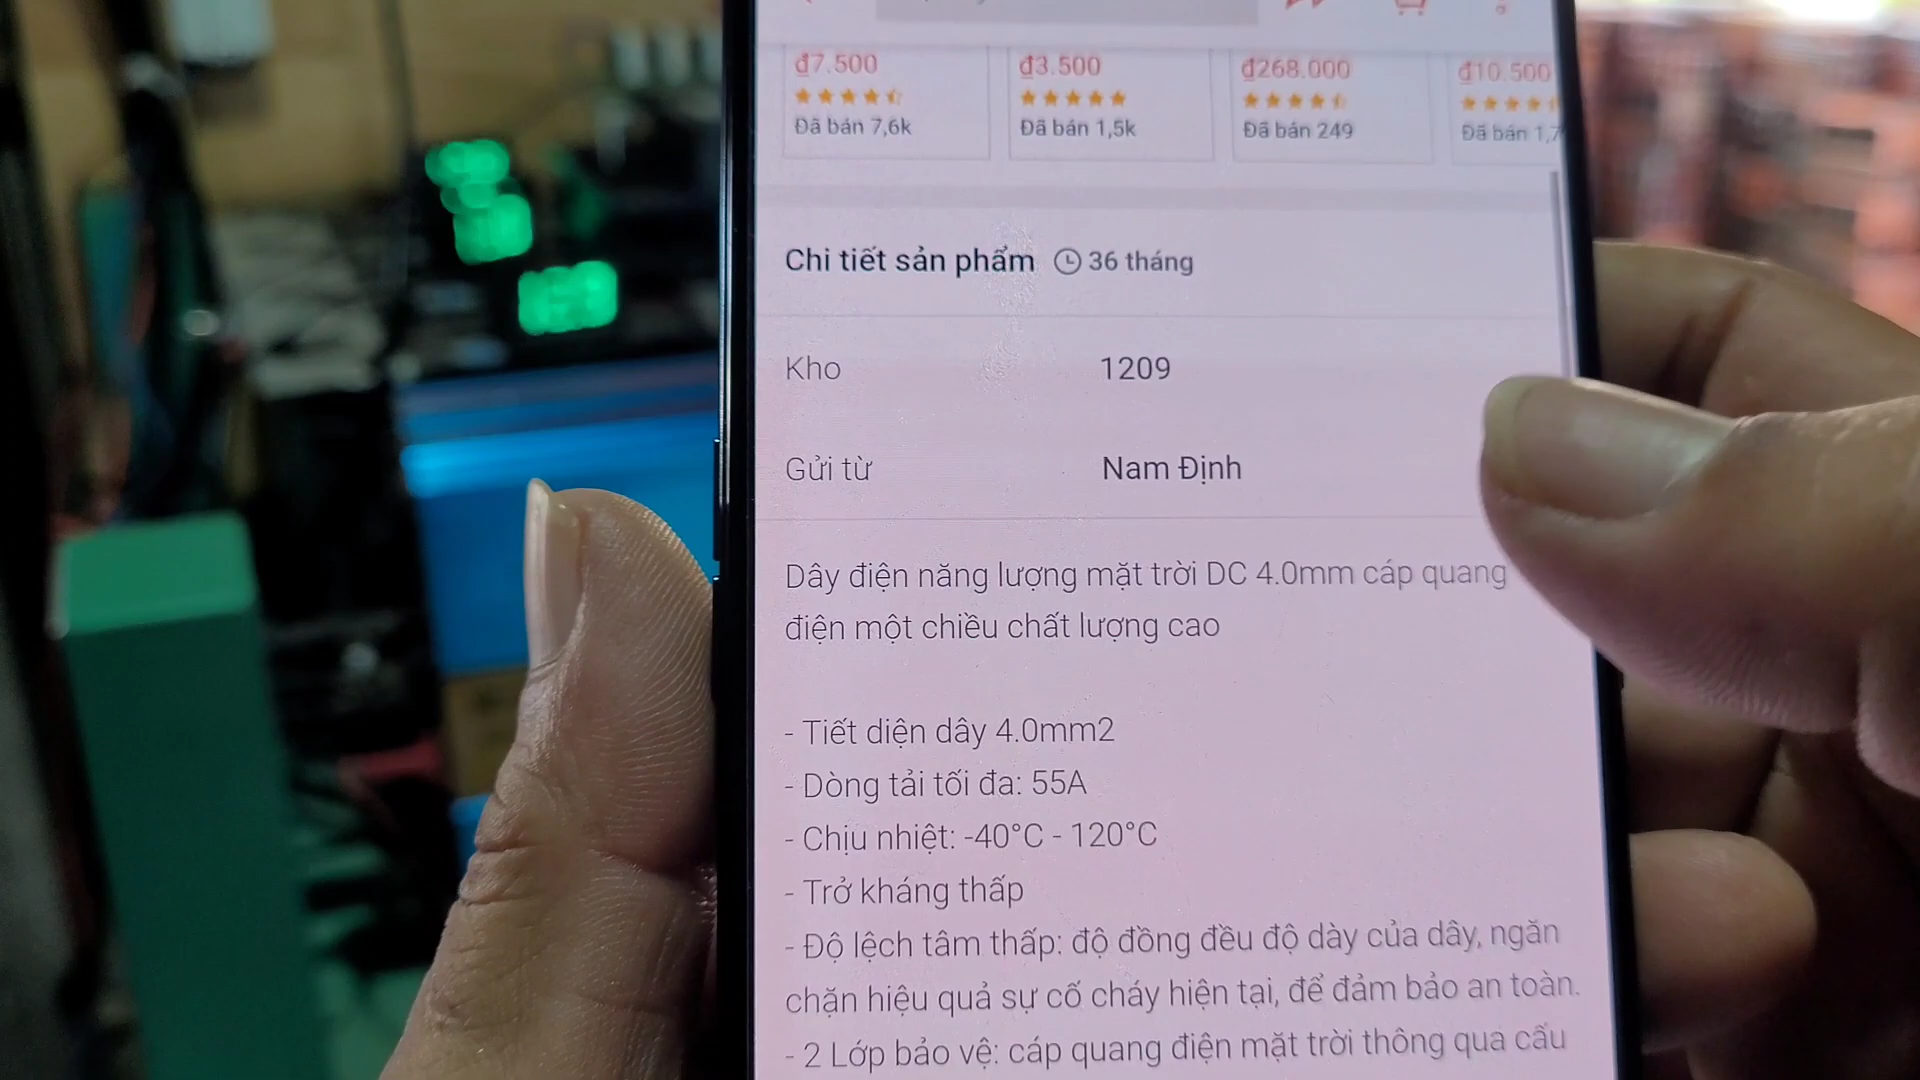 ₫7.500
₫3.500
₫268.000
₫10.500
Đã bán 7,6k
Đã bán 1,5k
Đã bán 249
Đã bán 1,7
Chi tiết sản phẩm 36 tháng
Kho 1209
Gửi từ Nam Định
Dây điện năng lượng mặt trời DC 4.0mm cáp quang
điện một chiều chất lượng cao
- Tiết diện dây 4.0mm2
- Dòng tải tối đa: 55A
- Chịu nhiệt: -40°C - 120°C
- Trở kháng thấp
- Độ lệch tâm thấp: độ đồng đều độ dày của dây, ngăn
chặn hiệu quả sự cố cháy hiện tại, để đảm bảo an toàn.
- 2 Lớp bảo vệ: cáp quang điện mặt trời thông qua cấu